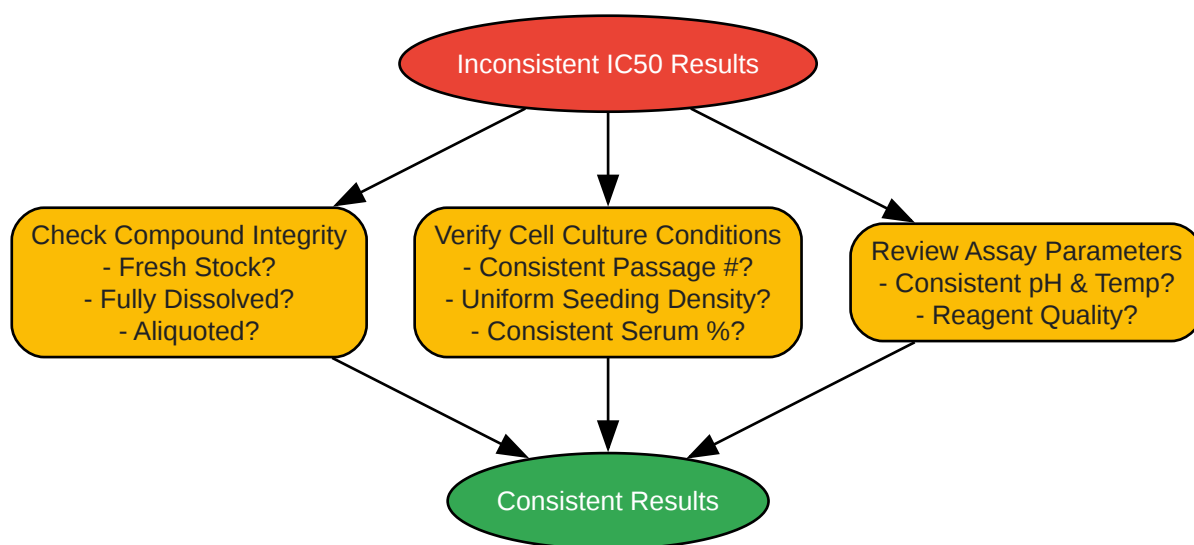 Inconsistent IC50 Results
Check Compound Integrity
- Fresh Stock?
- Fully Dissolved?
- Aliquoted?
Verify Cell Culture Conditions
- Consistent Passage #?
- Uniform Seeding Density?
- Consistent Serum %?
Review Assay Parameters
- Consistent pH & Temp?
- Reagent Quality?
Consistent Results